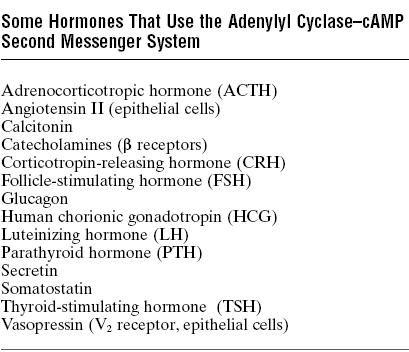 Some Hormones That Use the Adenylyl Cyclase–cAMP
Second Messenger System
Adrenocorticotropic hormone (ACTH)
Angiotensin II (epithelial cells)
Calcitonin
Catecholamines (β receptors)
Corticotropin-releasing hormone (CRH)
Follicle-stimulating hormone (FSH)
Glucagon
Human chorionic gonadotropin (HCG)
Luteinizing hormone (LH)
Parathyroid hormone (PTH)
Secretin
Somatostatin
Thyroid-stimulating hormone (TSH)
Vasopressin (V₂ receptor, epithelial cells)